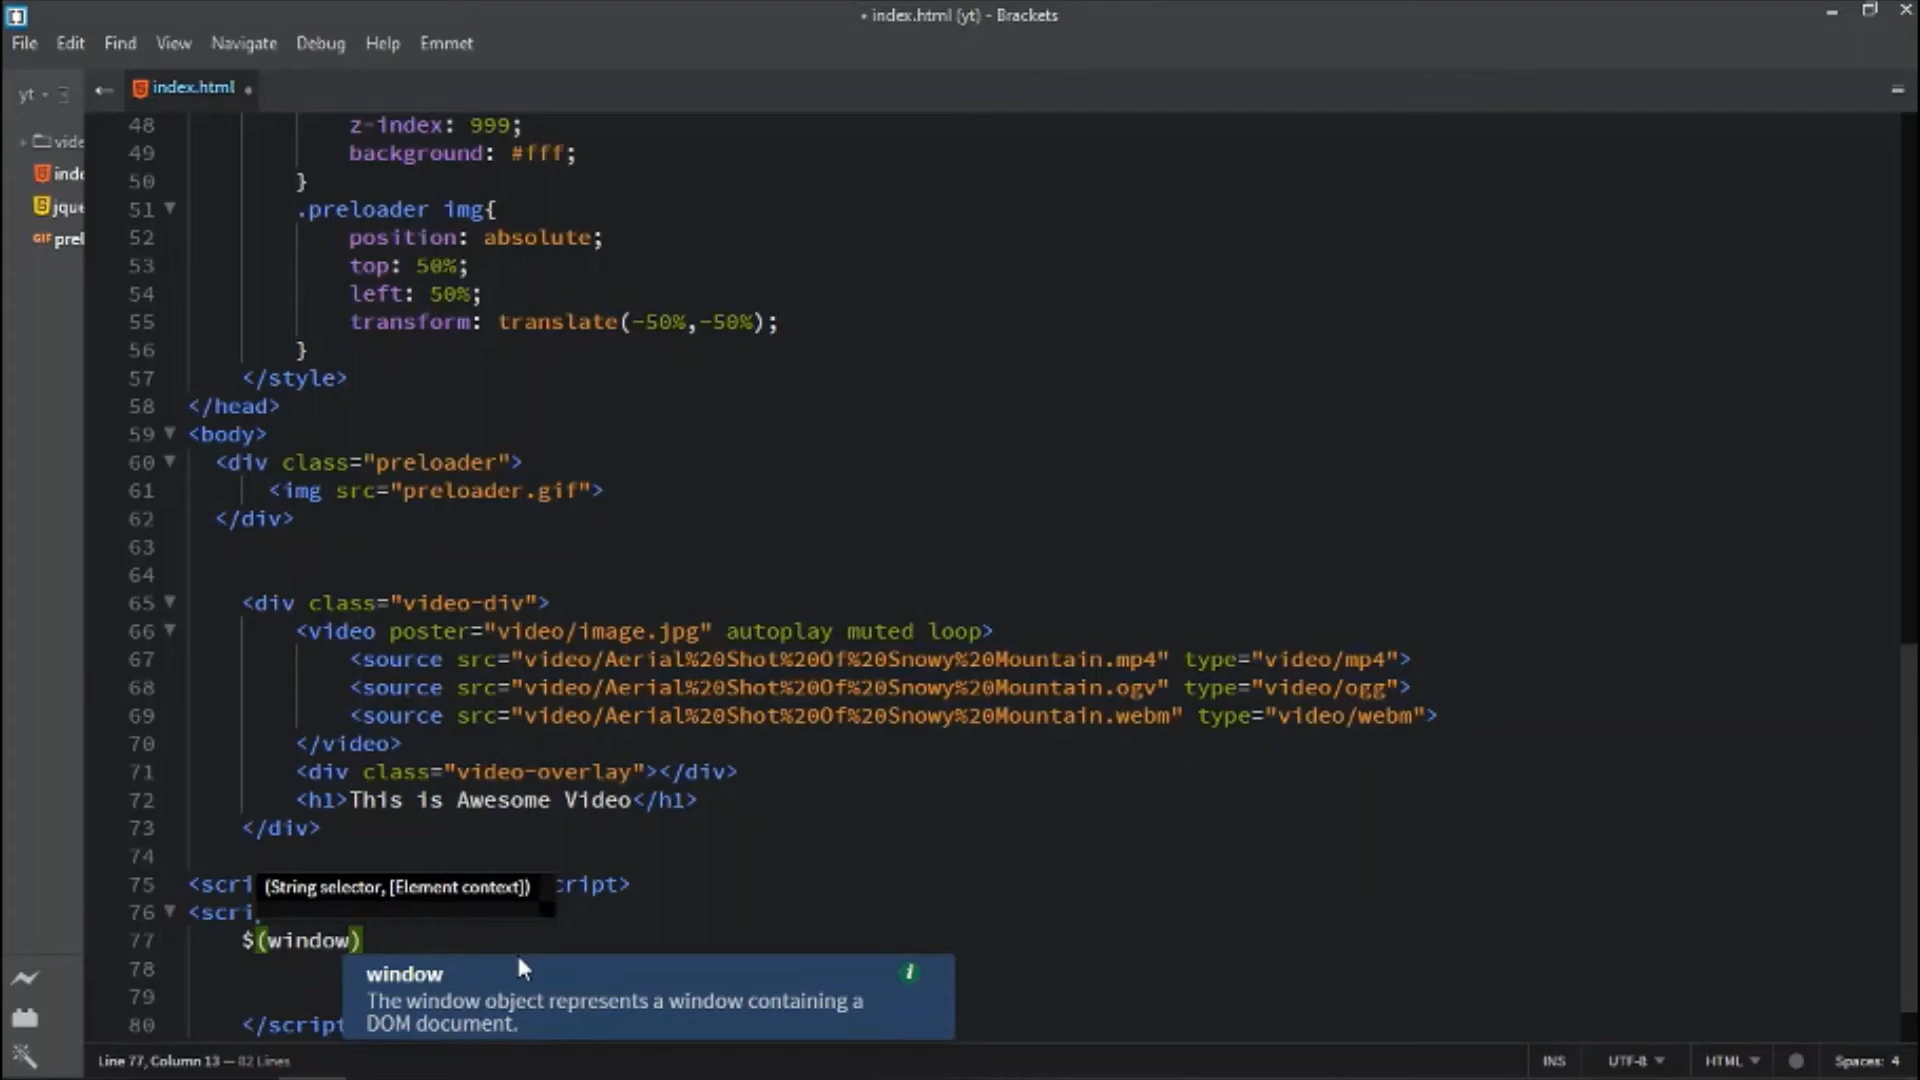 • index.html (yt) - Brackets
File Edit Find View Navigate Debug Help Emmet
yt
index.html •
vide
inde
jque
GIF prel
48 z-index: 999;
49 background: #fff;
50 }
51 .preloader img{
52 position: absolute;
53 top: 50%;
54 left: 50%;
55 transform: translate(-50%,-50%);
56 }
57 </style>
58 </head>
59 <body>
60 <div class="preloader">
61 <img src="preloader.gif">
62 </div>
63
64
65 <div class="video-div">
66 <video poster="video/image.jpg" autoplay muted loop>
67 <source src="video/Aerial%20Shot%20Of%20Snowy%20Mountain.mp4" type="video/mp4">
68 <source src="video/Aerial%20Shot%20Of%20Snowy%20Mountain.ogv" type="video/ogg">
69 <source src="video/Aerial%20Shot%20Of%20Snowy%20Mountain.webm" type="video/webm">
70 </video>
71 <div class="video-overlay"></div>
72 <h1>This is Awesome Video</h1>
73 </div>
74
75 <scri (String selector, [Element context]) cript>
76 <scri
77 $(window)
78 window
The window object represents a window containing a
79
DOM document.
80 </script
Line 77, Column 13 — 82 Lines INS UTF-8 HTML Spaces: 4